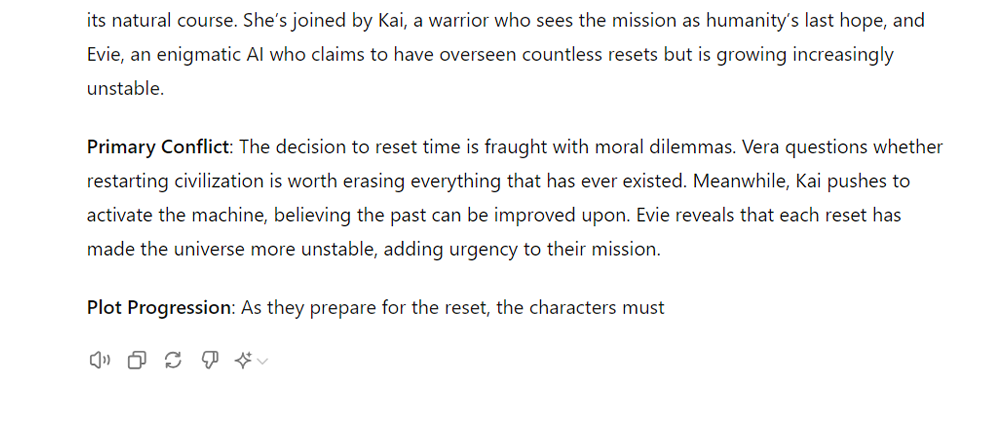 its natural course. She’s joined by Kai, a warrior who sees the mission as humanity’s last hope, and
Evie, an enigmatic AI who claims to have overseen countless resets but is growing increasingly
unstable.
Primary Conflict: The decision to reset time is fraught with moral dilemmas. Vera questions whether
restarting civilization is worth erasing everything that has ever existed. Meanwhile, Kai pushes to
activate the machine, believing the past can be improved upon. Evie reveals that each reset has
made the universe more unstable, adding urgency to their mission.
Plot Progression: As they prepare for the reset, the characters must